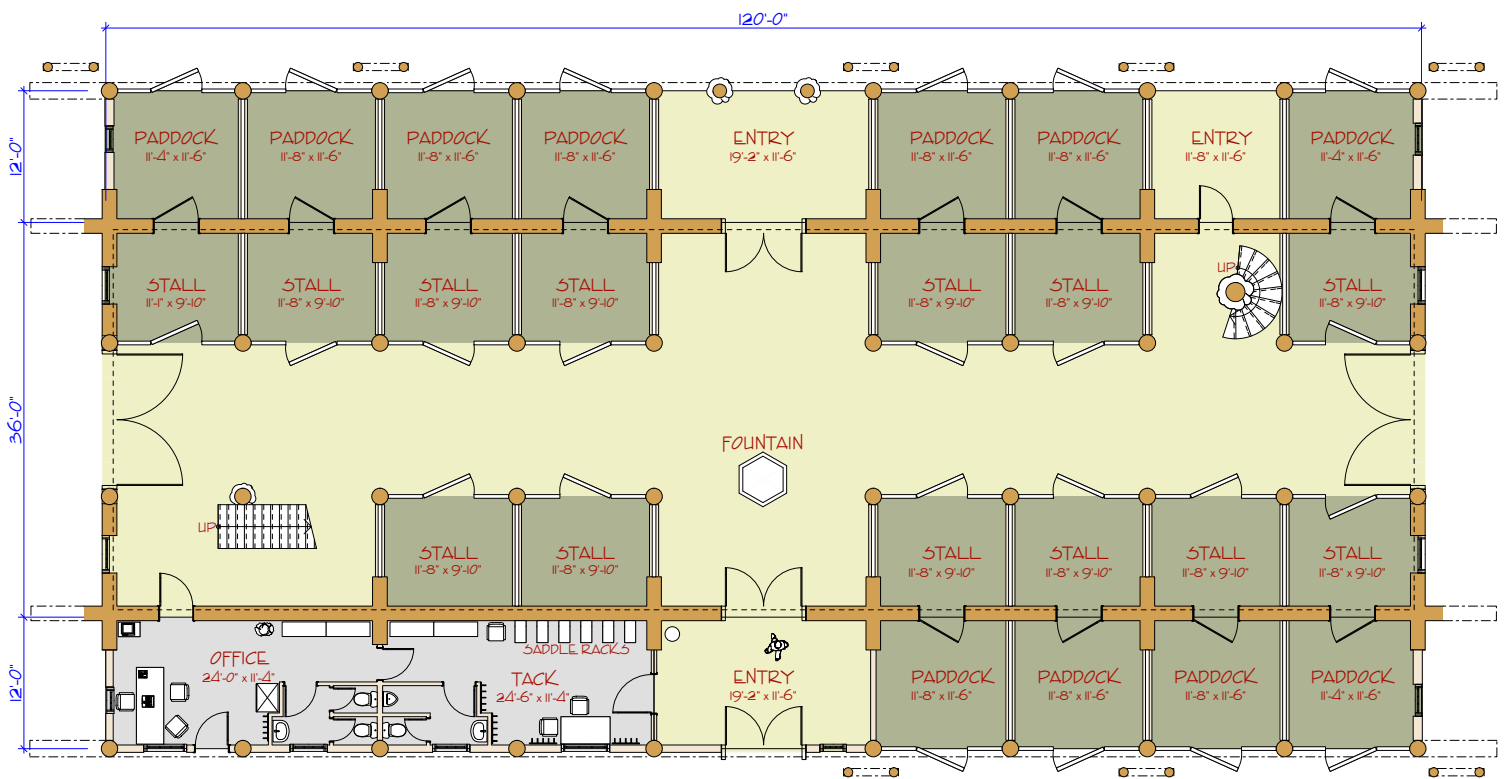 120'-0"
12'-0"
PADDOCK
11'-4" x 11'-6"
PADDOCK
11'-8" x 11'-6"
PADDOCK
11'-8" x 11'-6"
PADDOCK
11'-8" x 11'-6"
ENTRY
19'-2" x 11'-6"
PADDOCK
11'-8" x 11'-6"
PADDOCK
11'-8" x 11'-6"
ENTRY
11'-8" x 11'-6"
PADDOCK
11'-4" x 11'-6"
STALL
11'-1" x 9'-10"
STALL
11'-8" x 9'-10"
STALL
11'-8" x 9'-10"
STALL
11'-8" x 9'-10"
STALL
11'-8" x 9'-10"
STALL
11'-8" x 9'-10"
UP
STALL
11'-8" x 9'-10"
36'-0"
FOUNTAIN
UP
STALL
11'-8" x 9'-10"
STALL
11'-8" x 9'-10"
STALL
11'-8" x 9'-10"
STALL
11'-8" x 9'-10"
STALL
11'-8" x 9'-10"
STALL
11'-8" x 9'-10"
12'-0"
OFFICE
24'-0" x 11'-4"
SADDLE RACKS
TACK
24'-6" x 11'-4"
ENTRY
19'-2" x 11'-6"
PADDOCK
11'-8" x 11'-6"
PADDOCK
11'-8" x 11'-6"
PADDOCK
11'-8" x 11'-6"
PADDOCK
11'-4" x 11'-6"